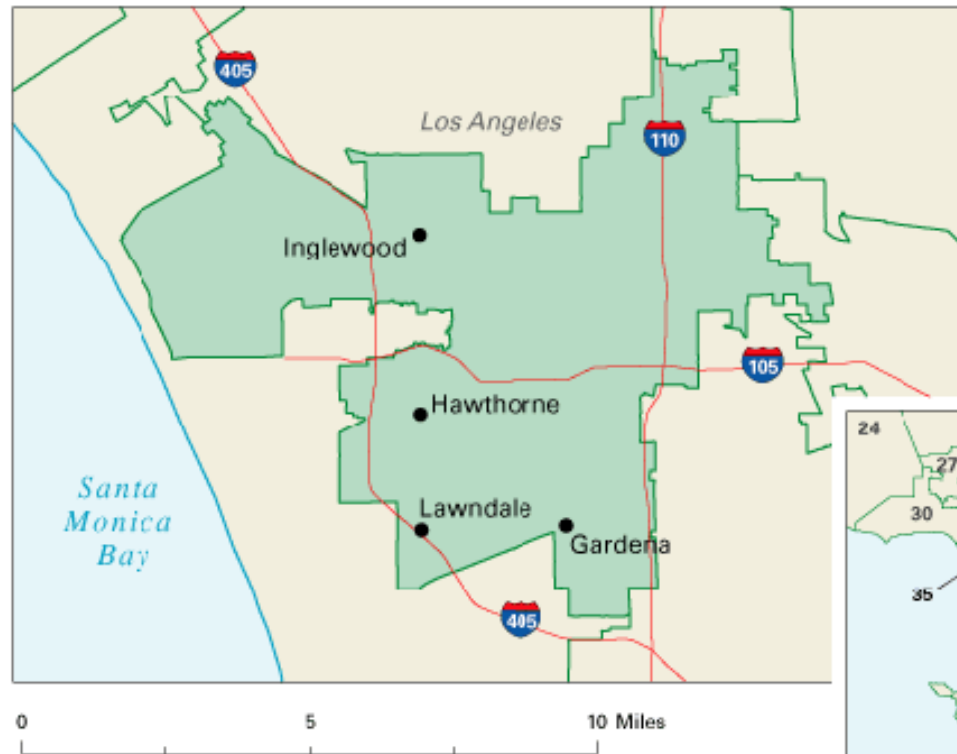 405
Los Angeles
110
Inglewood
105
Hawthorne
Santa
Monica
Bay
Lawndale
Gardena
405
24
27
30
35
0 5 10 Miles